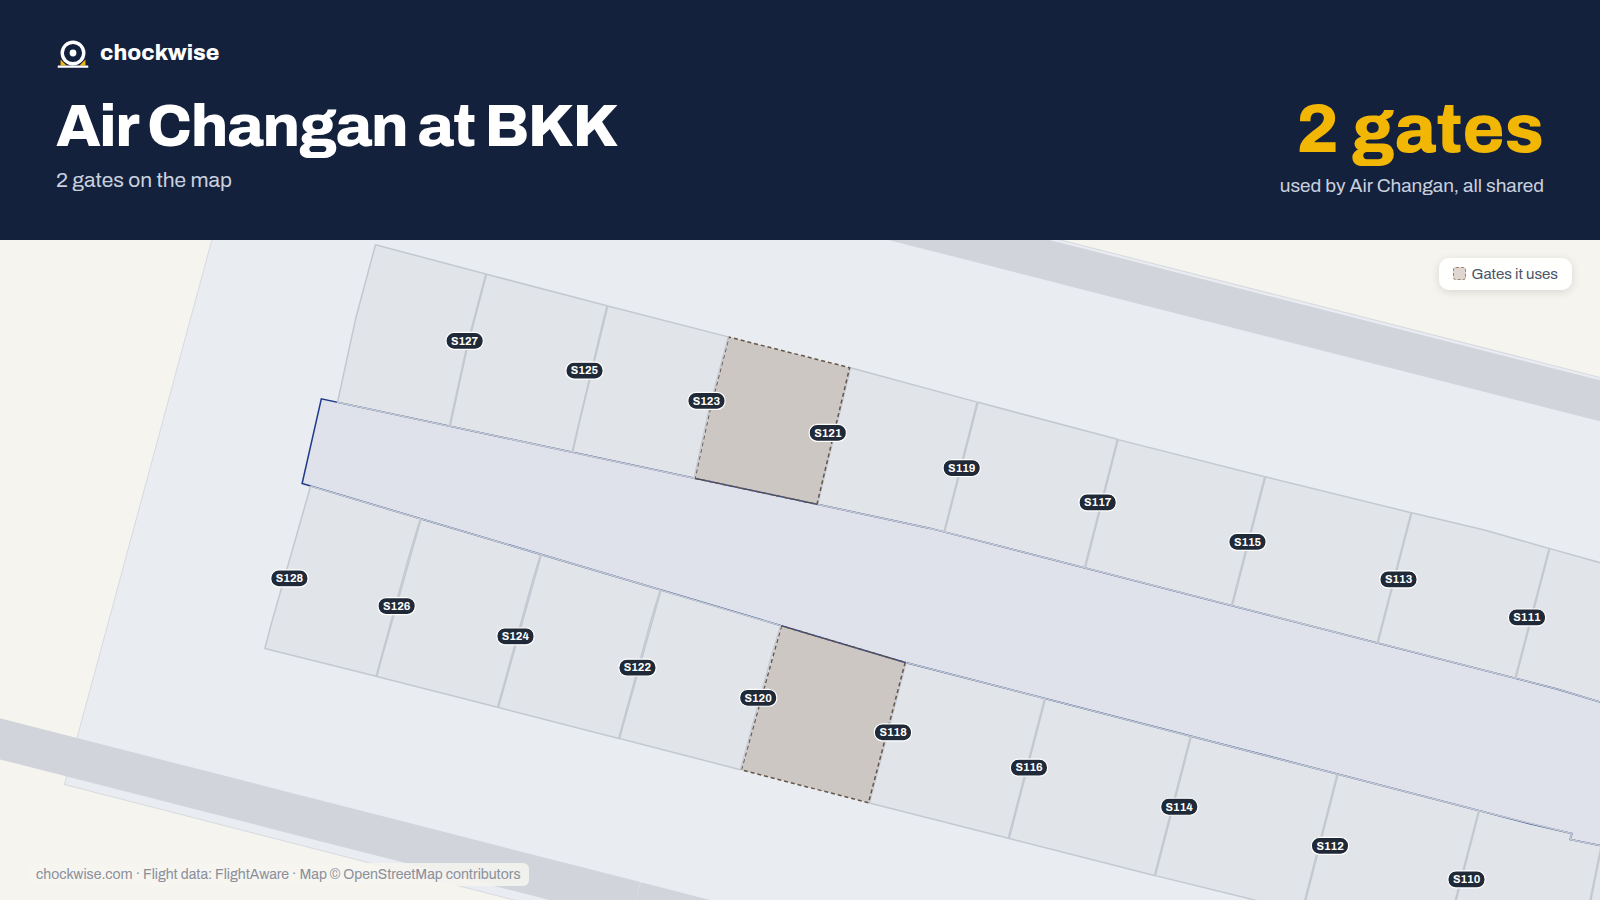 chockwise
Air Changan at BKK
2 gates on the map
2 gates
used by Air Changan, all shared
Gates it uses
S127
S125
S123
S121
S119
S117
S115
S113
S111
S128
S126
S124
S122
S120
S118
S116
S114
S112
S110
chockwise.com · Flight data: FlightAware · Map © OpenStreetMap contributors